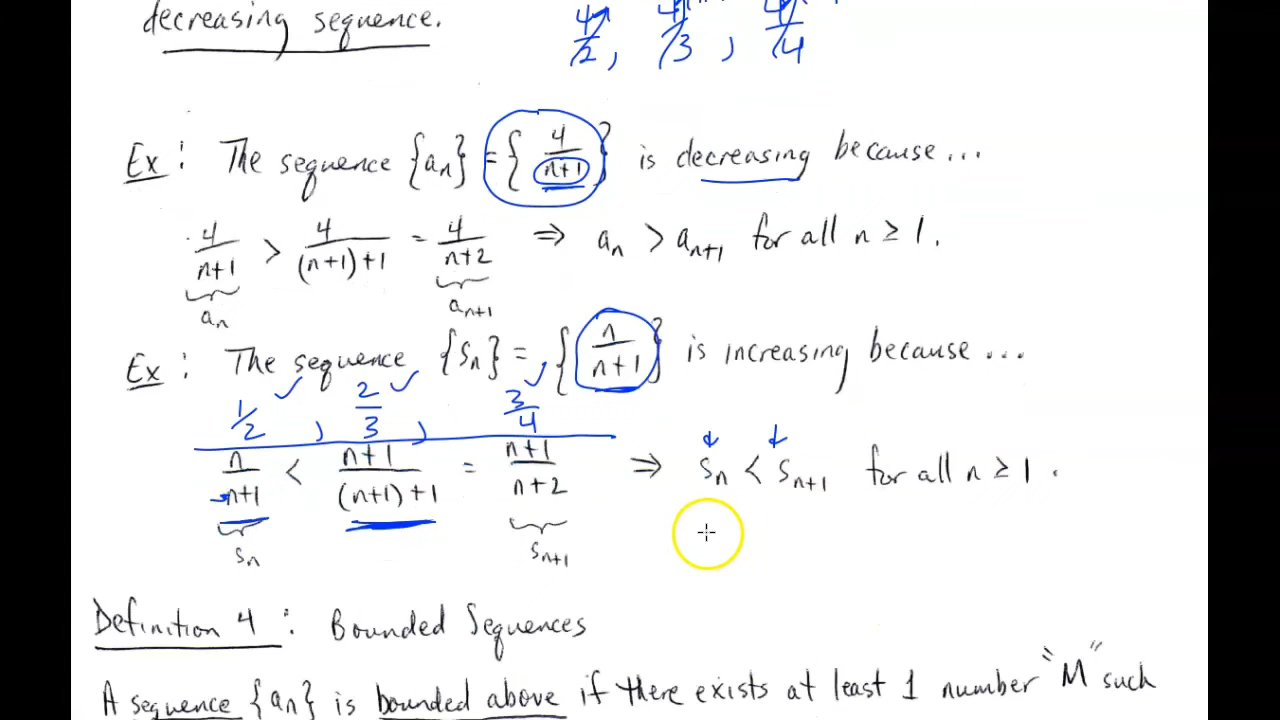 decreasing sequence.
4/2, 4/3, 4/4
Ex: The sequence {aₙ} = {4/(n+1)} is decreasing because...
4/(n+1) > 4/((n+1)+1) = 4/(n+2) ⇒ aₙ > aₙ₊₁ for all n ≥ 1.
aₙ aₙ₊₁
Ex: The sequence {sₙ} = {n/(n+1)} is increasing because...
1/2, 2/3, 3/4
n/(n+1) < (n+1)/((n+1)+1) = (n+1)/(n+2) ⇒ sₙ < sₙ₊₁ for all n ≥ 1.
sₙ sₙ₊₁
Definition 4: Bounded Sequences
A sequence {aₙ} is bounded above if there exists at least 1 number "M" such